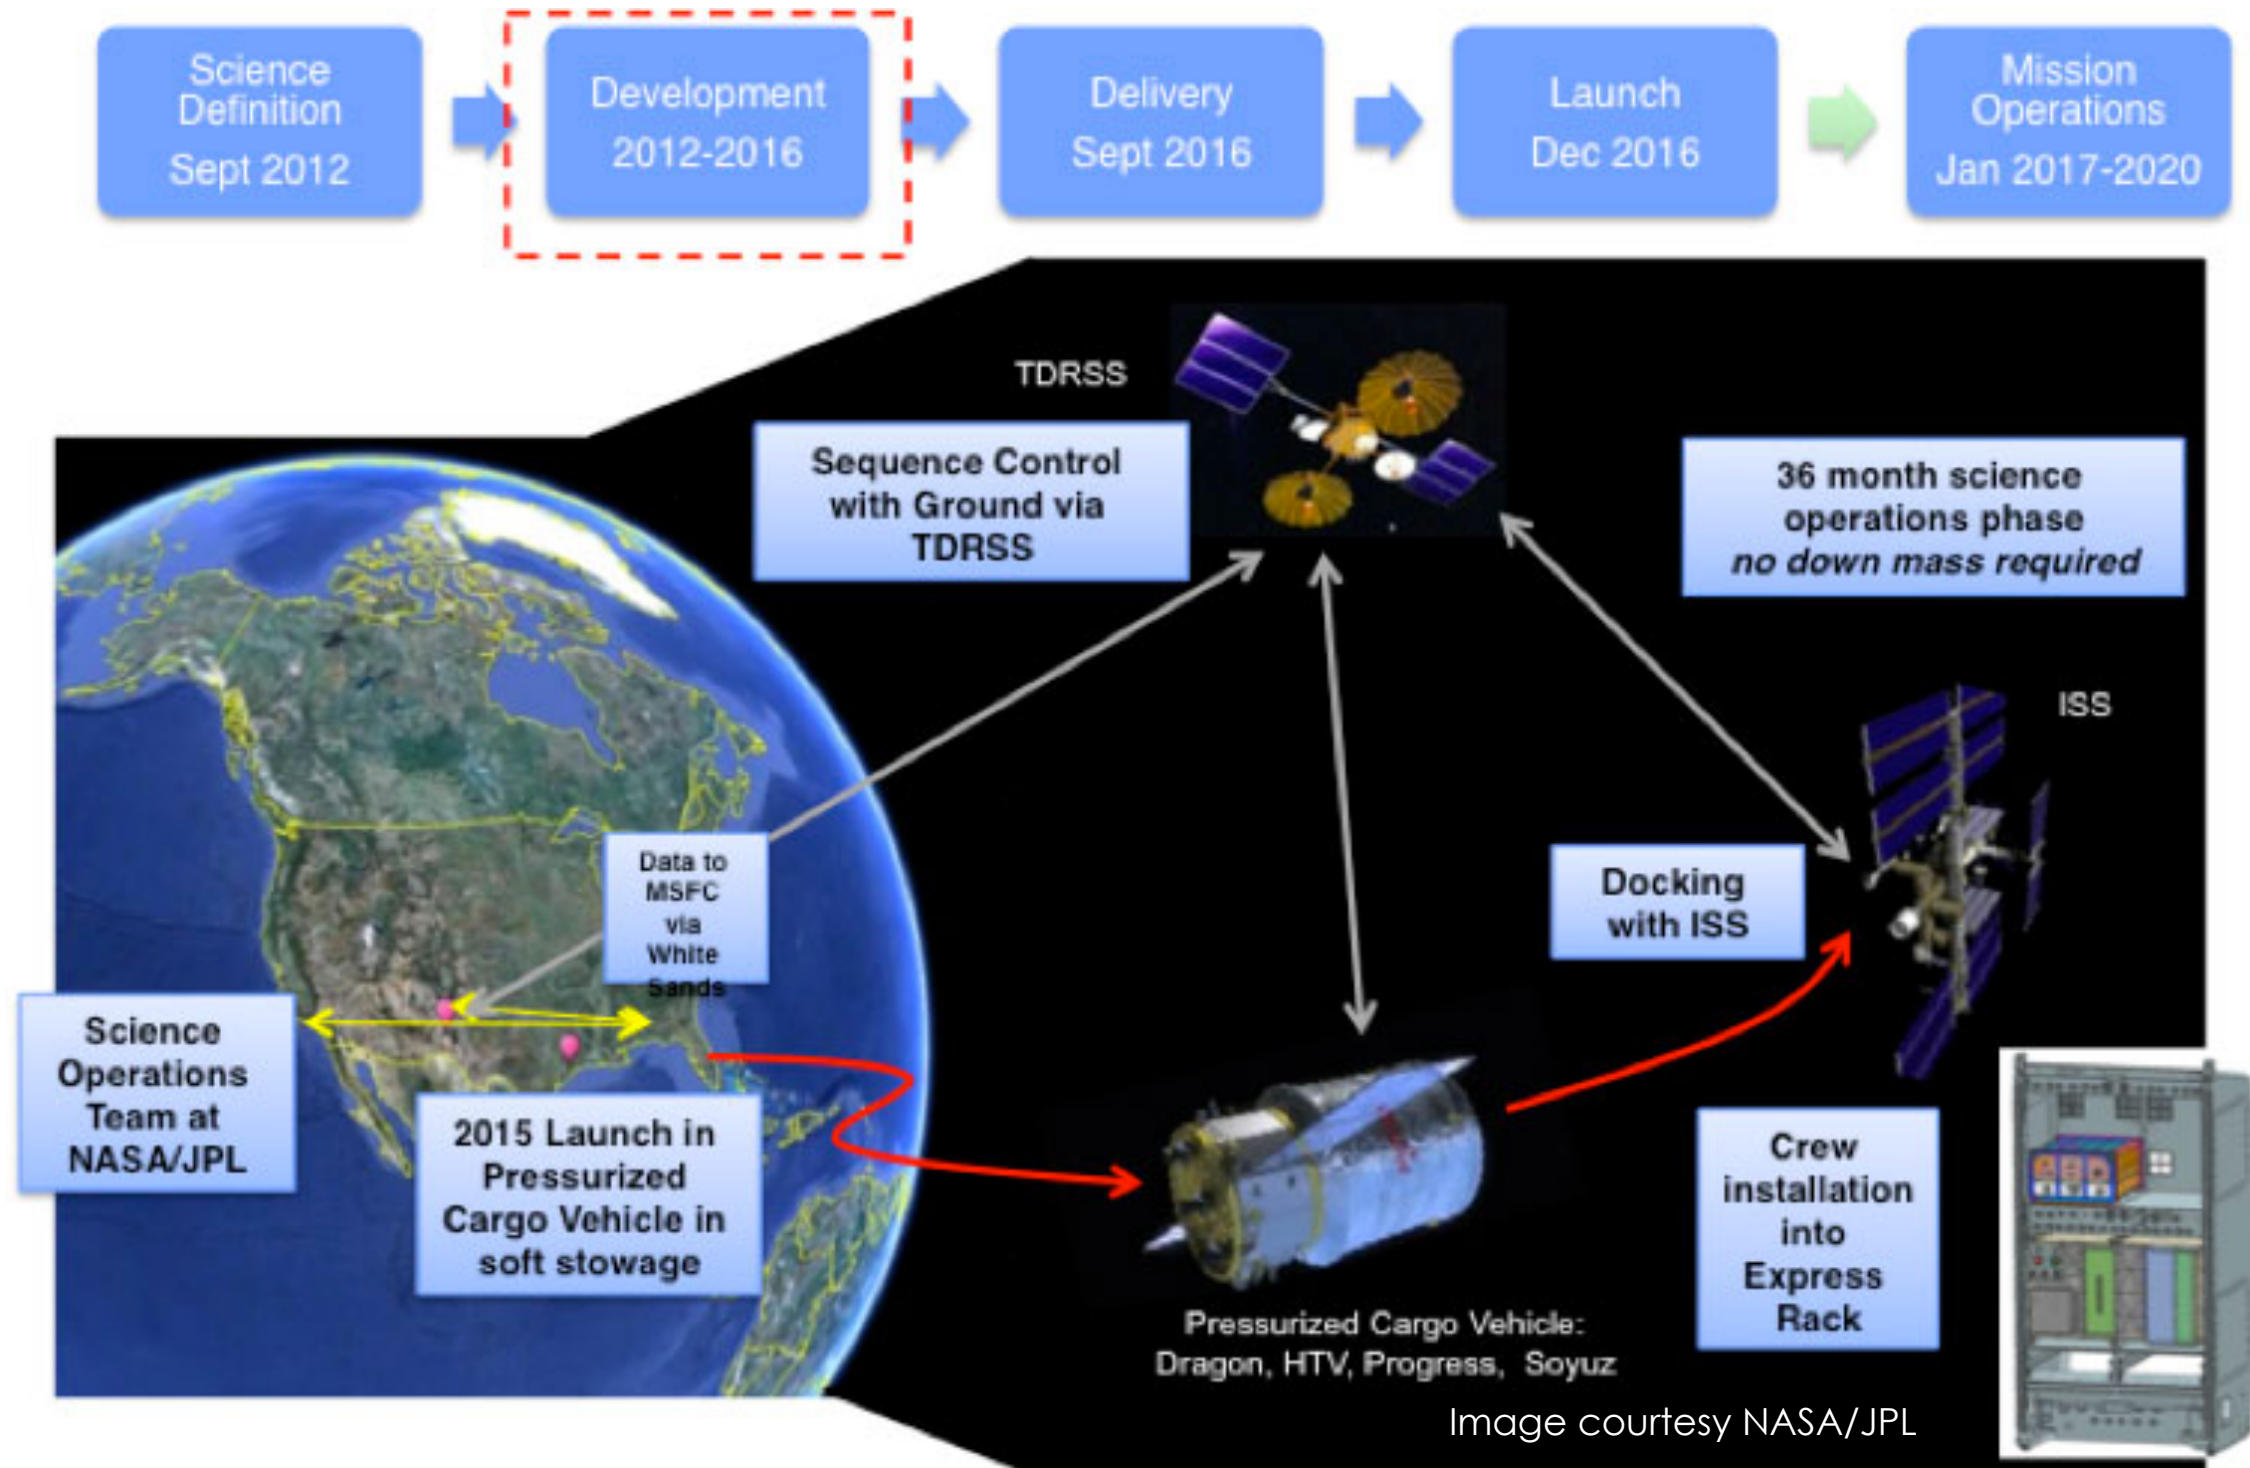 Science
Definition
Sept 2012
Development
2012-2016
Delivery
Sept 2016
Launch
Dec 2016
Mission
Operations
Jan 2017-2020
TDRSS
Sequence Control
with Ground via
TDRSS
36 month science
operations phase
no down mass required
ISS
Data to
MSFC
via
White
Sands
Docking
with ISS
Science
Operations
Team at
NASA/JPL
2015 Launch in
Pressurized
Cargo Vehicle in
soft stowage
Crew
installation
into
Express
Rack
Pressurized Cargo Vehicle:
Dragon, HTV, Progress, Soyuz
Image courtesy NASA/JPL